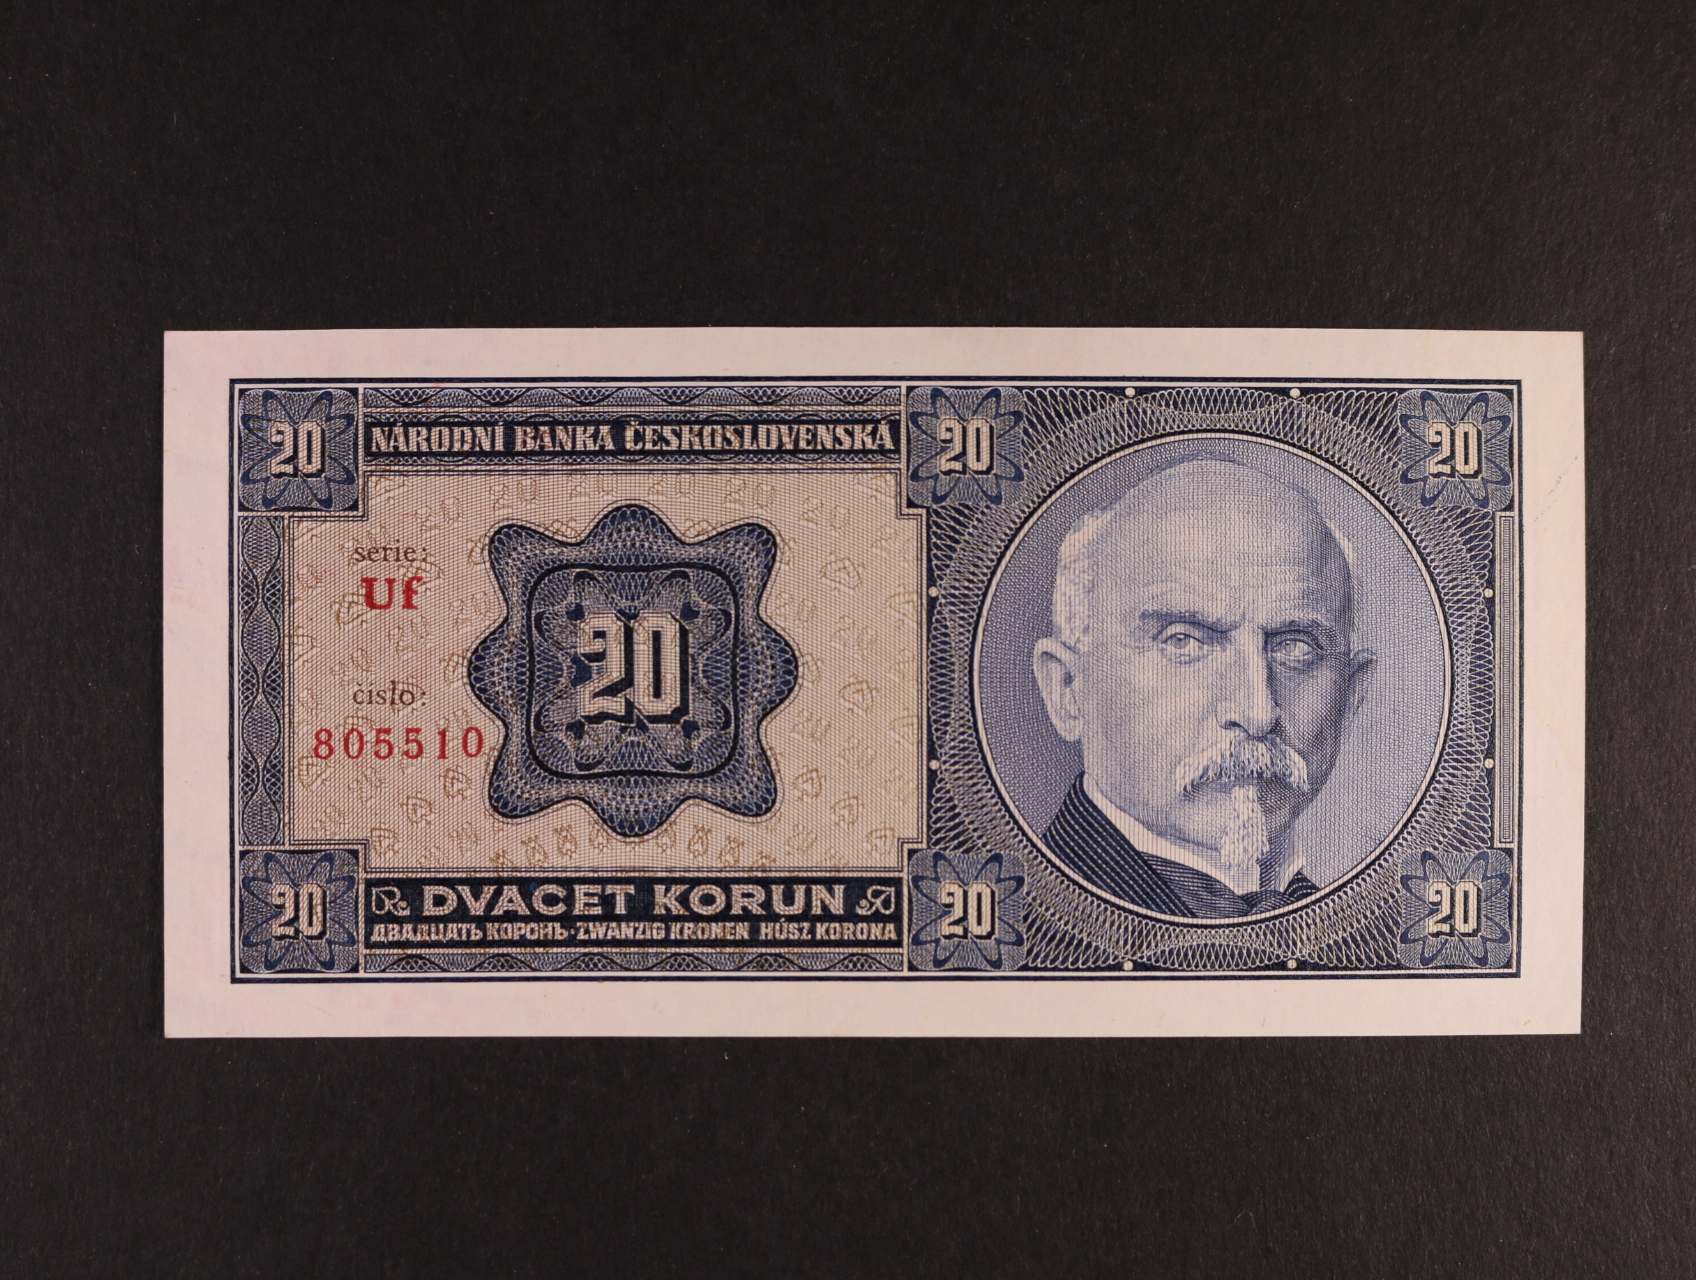 20 NÁRODNÍ BANKA ČESKOSLOVENSKÁ 20 20
serie:
Uf
20
číslo:
805510
20 DVACET KORUN 20 20
ДВАДЦАТЬ КОРОНЪ · ZWANZIG KRONEN HÚSZ KORONA